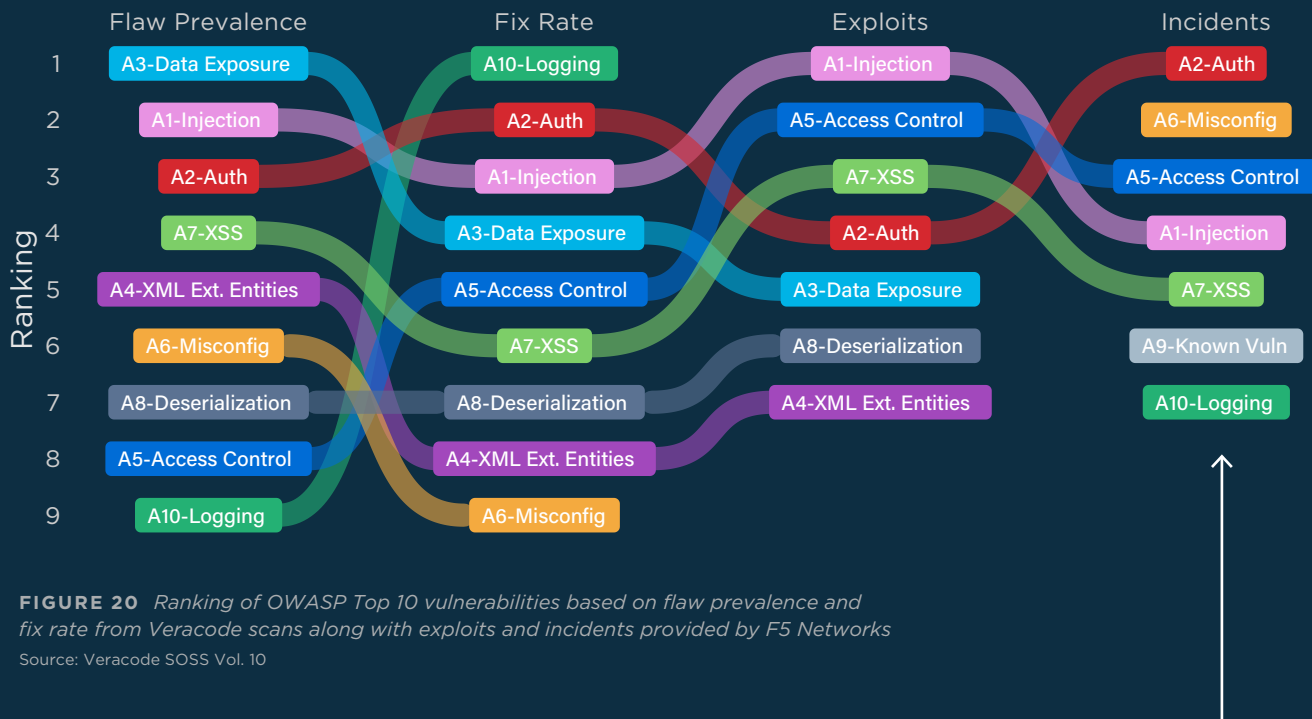 Flaw Prevalence Fix Rate Exploits Incidents
Ranking
1 A3-Data Exposure A10-Logging A1-Injection A2-Auth
2 A1-Injection A2-Auth A5-Access Control A6-Misconfig
3 A2-Auth A1-Injection A7-XSS A5-Access Control
4 A7-XSS A3-Data Exposure A2-Auth A1-Injection
5 A4-XML Ext. Entities A5-Access Control A3-Data Exposure A7-XSS
6 A6-Misconfig A7-XSS A8-Deserialization A9-Known Vuln
7 A8-Deserialization A8-Deserialization A4-XML Ext. Entities A10-Logging
8 A5-Access Control A4-XML Ext. Entities
9 A10-Logging A6-Misconfig
FIGURE 20 Ranking of OWASP Top 10 vulnerabilities based on flaw prevalence and
fix rate from Veracode scans along with exploits and incidents provided by F5 Networks
Source: Veracode SOSS Vol. 10